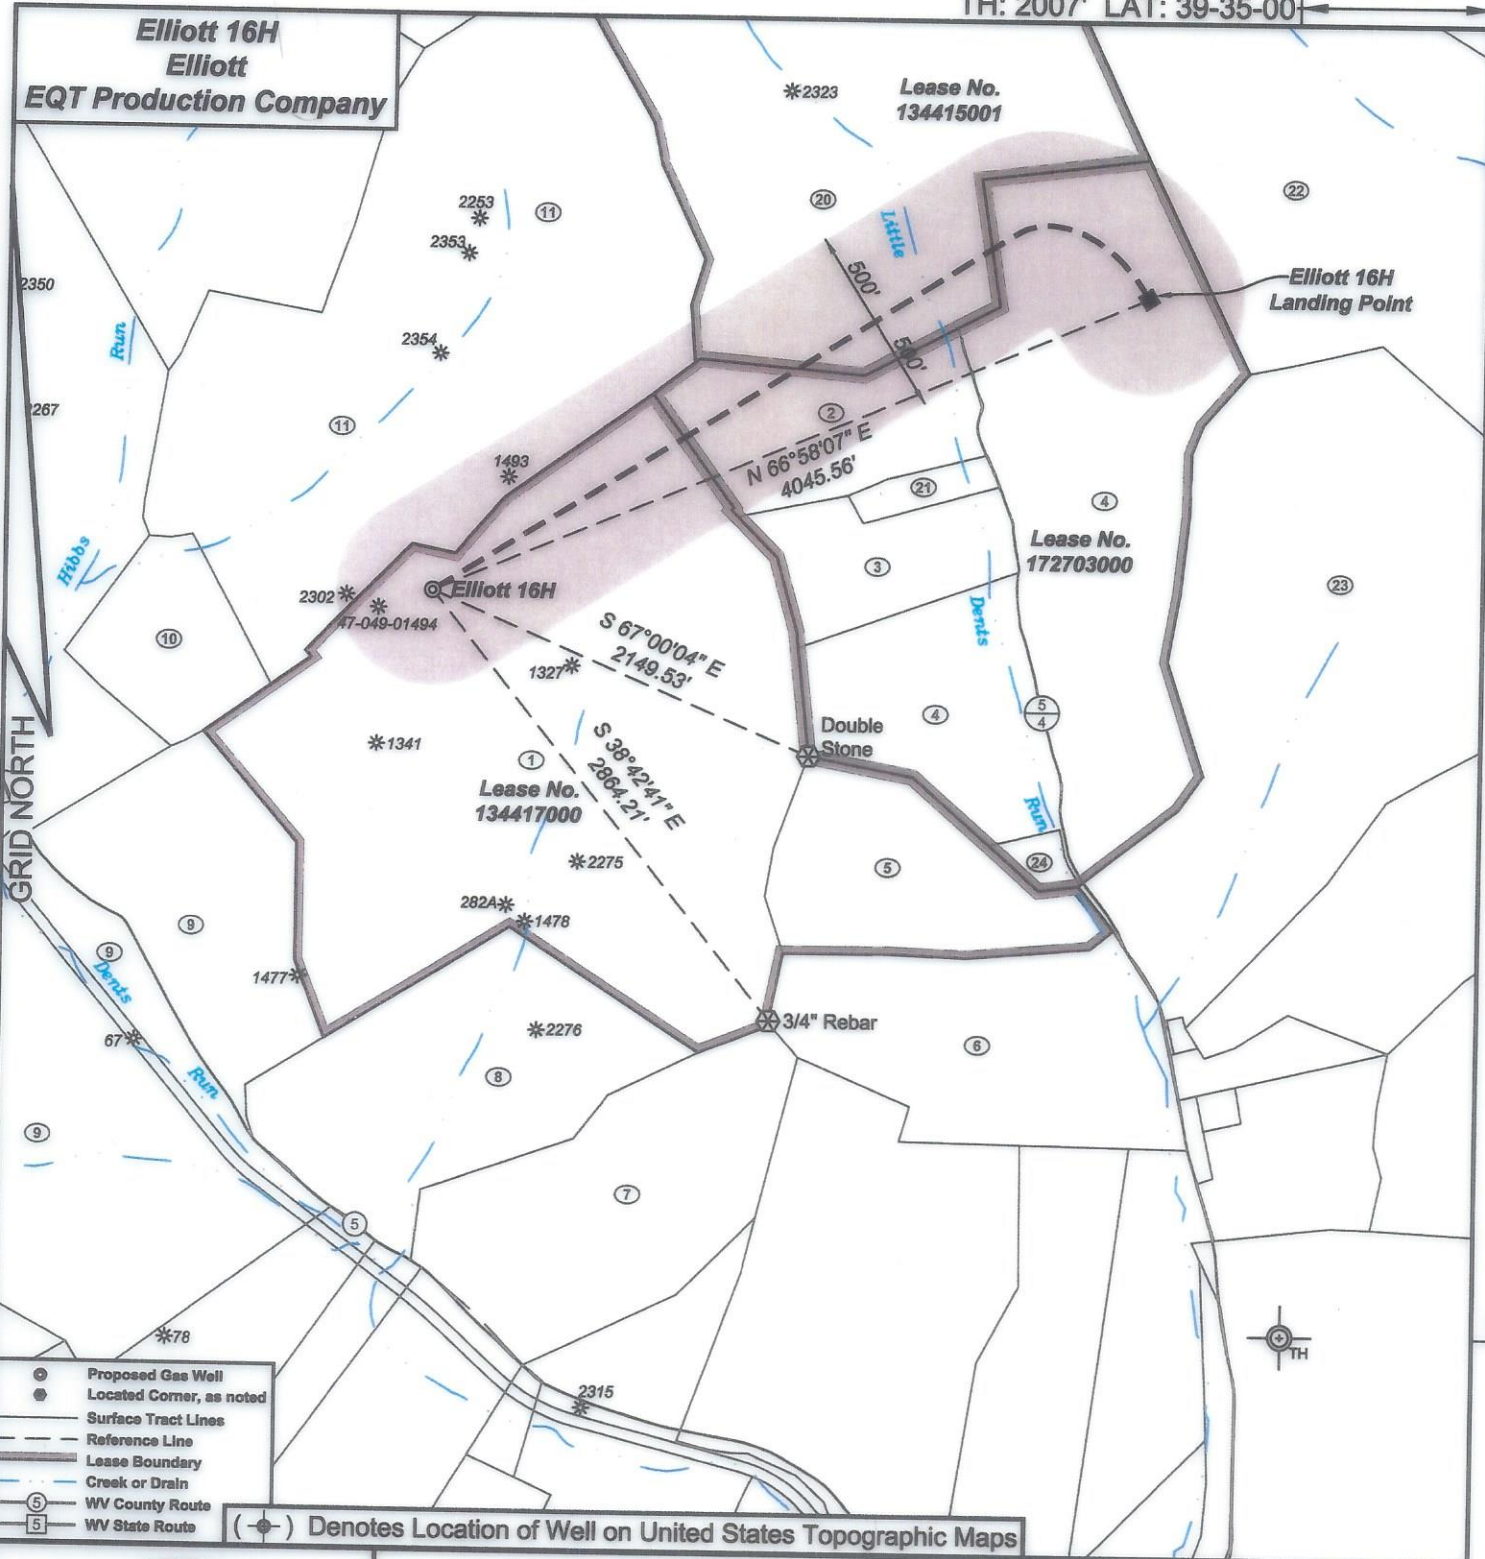 TH: 2007' LAT: 39-35-00
Elliott 16H
Elliott
EQT Production Company
2323
Lease No.
134415001
20
22
2253
11
2353
Little
500'
500'
Elliott 16H
Landing Point
2350
Run
2354
2267
11
2
N 66°58'07" E
4045.56'
1493
21
4
Lease No.
172703000
3
23
Hibbs
2302
47-049-01494
Elliott 16H
10
S 67°00'04" E
2149.53'
Dents
1327
S 38°42'41" E
2864.21'
4
5
4
Double
Stone
1341
1
Lease No.
134417000
GRID NORTH
Run
2275
5
24
282A
1478
9
9
Dents
1477
67
2276
3/4" Rebar
6
8
Run
9
7
5
78
TH
2315
Proposed Gas Well
Located Corner, as noted
Surface Tract Lines
Reference Line
Lease Boundary
Creek or Drain
5 WV County Route
5 WV State Route
( ) Denotes Location of Well on United States Topographic Maps